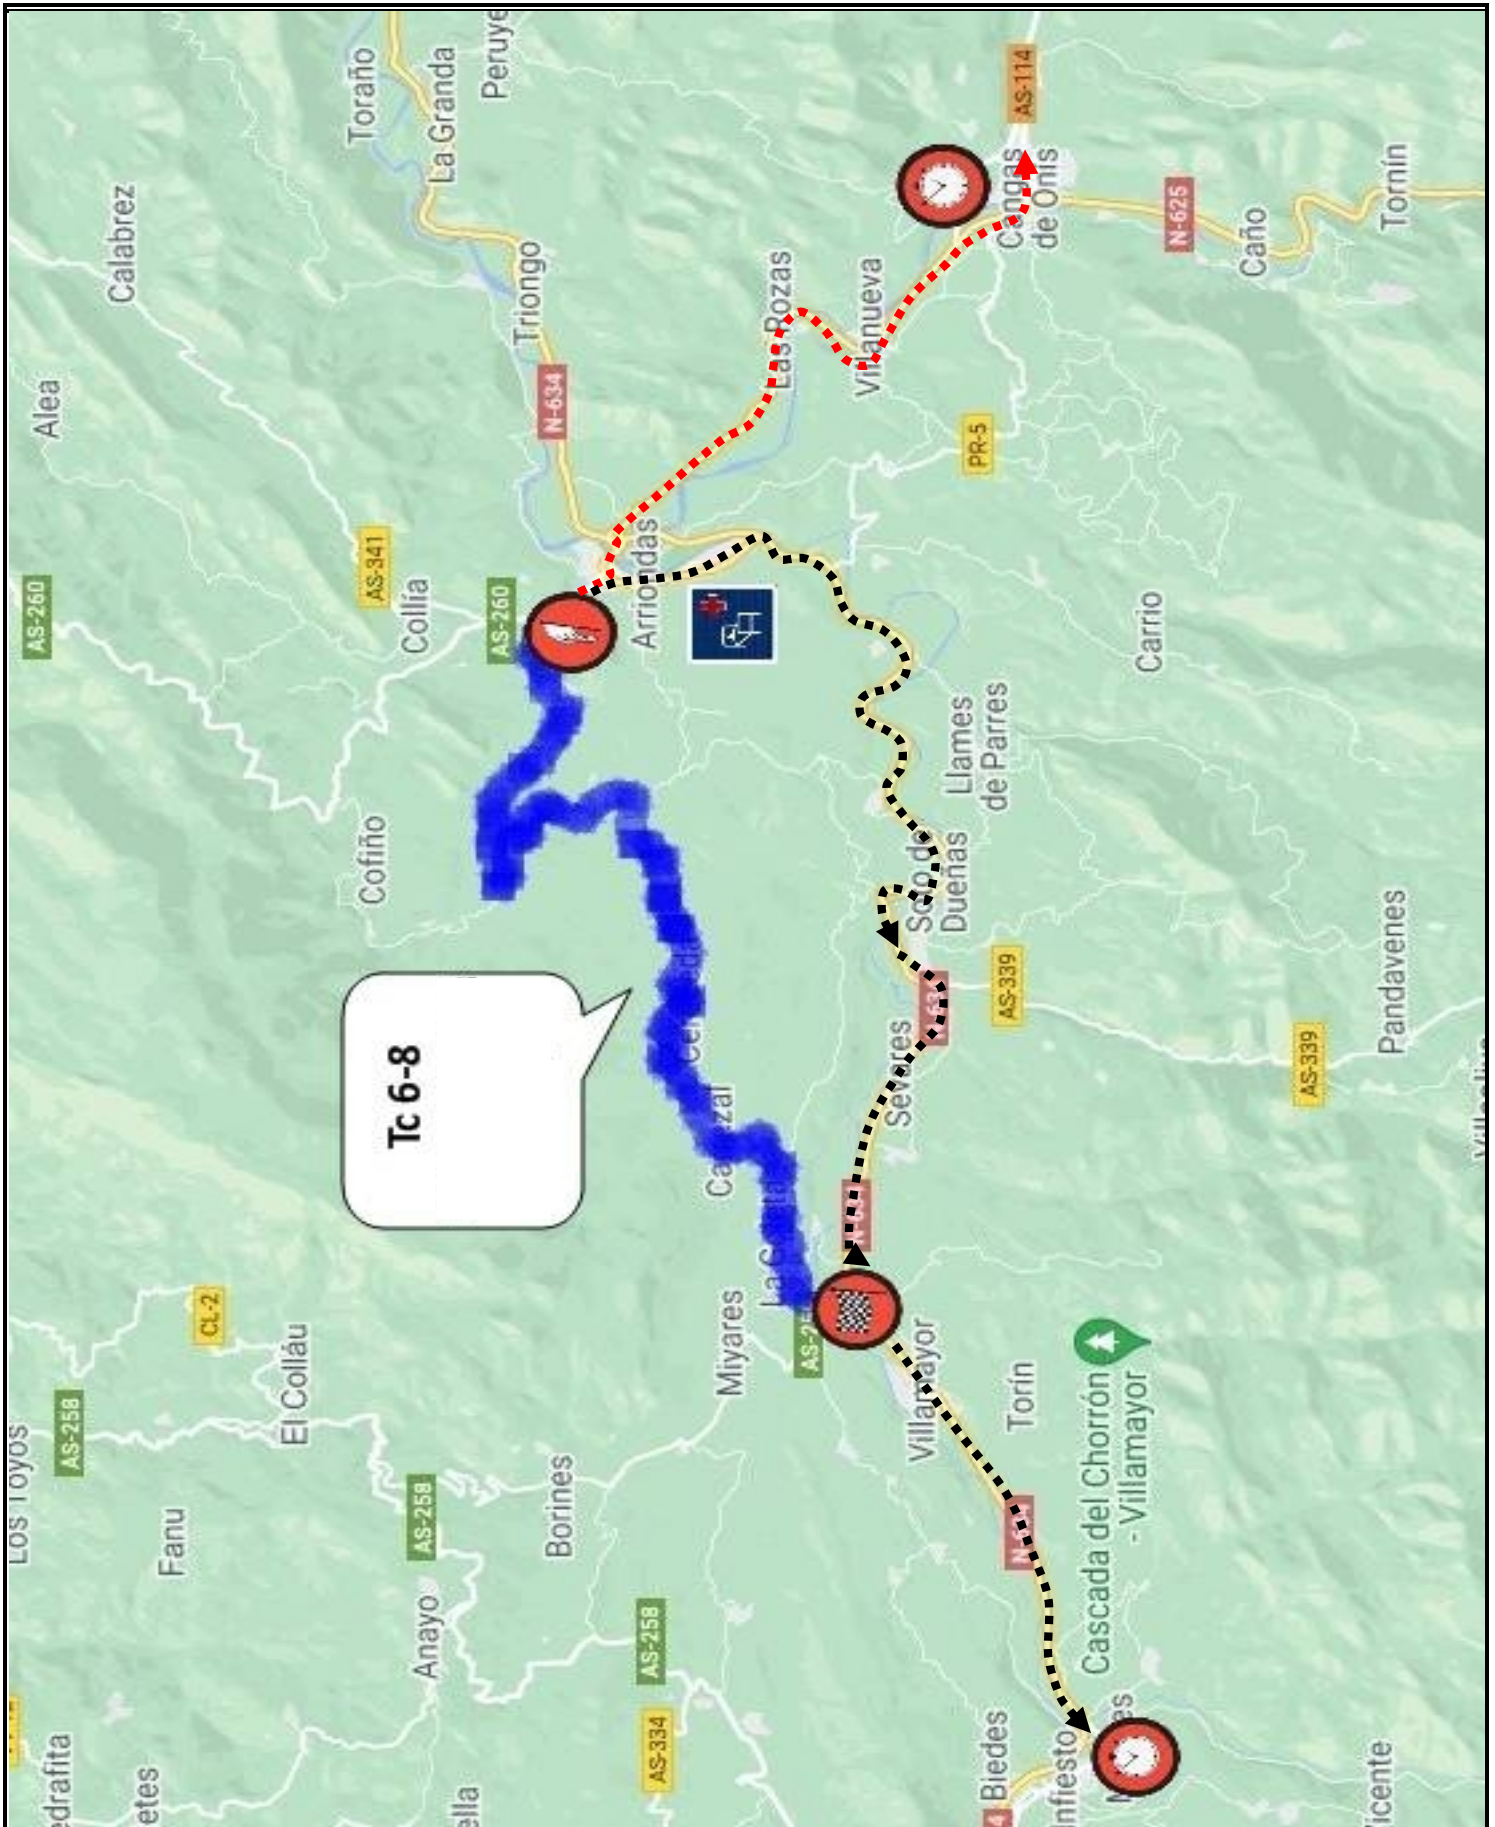 Toraño
La Granda
Calabrez
Triongo
Alea
N-634
AS-114
Cangas
de Onís
N-625
Caño
Tornín
Las Rozas
Villanueva
PR-5
AS-260
AS-341
Collía
AS-260
Arriondas
Carrio
Cofiño
Llames
de Parres
Soto de
Dueñas
AS-339
AS-339
Pandavenes
Sevares
Tc 6-8
Miyares
CL-2
El Colláu
AS-258
Los Toyos
Fanu
AS-258
Borines
Villamayor
Torín
N-634
Cascada del Chorrón
- Villamayor
Anayo
AS-258
AS-334
Biedes
Infiesto